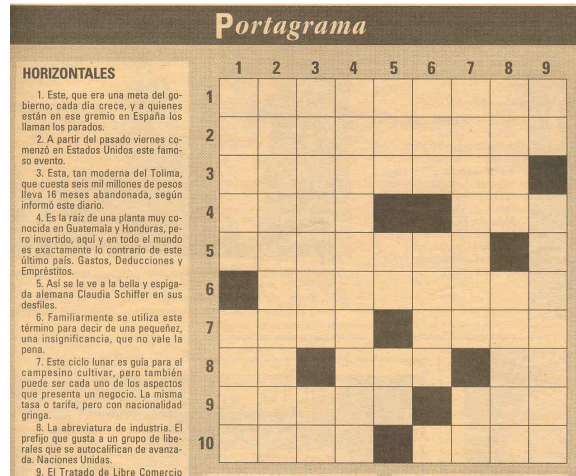 Portagrama
HORIZONTALES
1. Este, que era una meta del go-
bierno, cada día crece, y a quienes
están en ese gremio en España los
llaman los parados.
2. A partir del pasado viernes co-
menzó en Estados Unidos este famo-
so evento.
3. Esta, tan moderna del Tolima,
que cuesta seis mil millones de pesos
lleva 16 meses abandonada, según
informó este diario.
4. Es la raíz de una planta muy co-
nocida en Guatemala y Honduras, pe-
ro invertido, aquí y en todo el mundo
es exactamente lo contrario de este
último país. Gastos, Deducciones y
Empréstitos.
5. Así se le ve a la bella y espiga-
da alemana Claudia Schiffer en sus
desfiles.
6. Familiarmente se utiliza este
término para decir de una pequeñez,
una insignificancia, que no vale la
pena.
7. Este ciclo lunar es guía para el
campesino cultivar, pero también
puede ser cada uno de los aspectos
que presenta un negocio. La misma
tasa o tarifa, pero con nacionalidad
gringa.
8. La abreviatura de industria. El
prefijo que gusta a un grupo de libe-
rales que se autocalifican de avanza-
da. Naciones Unidas.
9. El Tratado de Libre Comercio
1 2 3 4 5 6 7 8 9
1
2
3
4
5
6
7
8
9
10